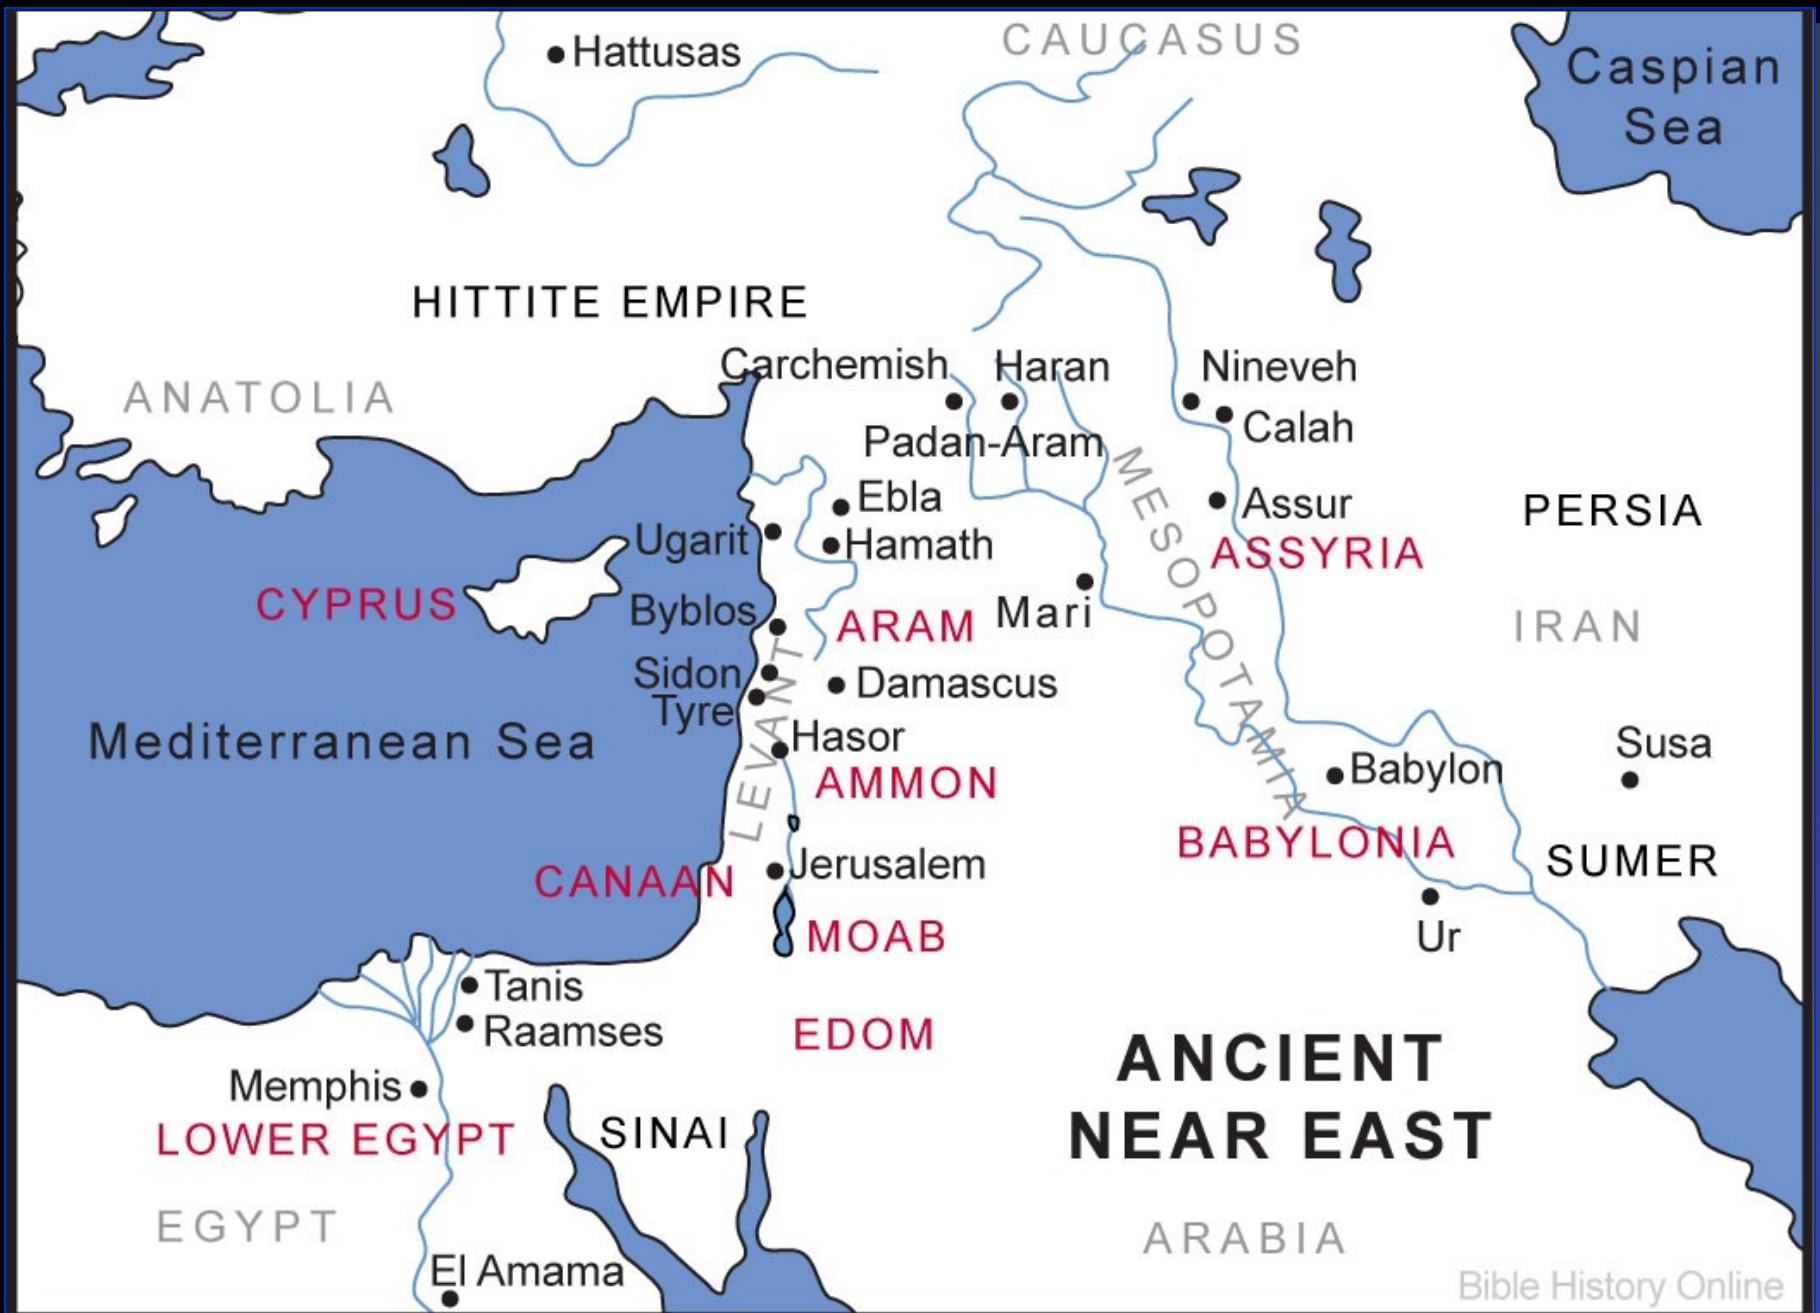 CAUCASUS
Hattusas
Caspian
Sea
HITTITE EMPIRE
Carchemish
Haran
Nineveh
ANATOLIA
Calah
Padan-Aram
MESOPOTAMIA
Ebla
Assur
PERSIA
Ugarit
Hamath
ASSYRIA
CYPRUS
Byblos
ARAM
Mari
IRAN
LEVANT
Sidon
Damascus
Tyre
Mediterranean Sea
Hasor
Susa
AMMON
Babylon
BABYLONIA
SUMER
CANAAN
Jerusalem
MOAB
Ur
Tanis
Raamses
EDOM
ANCIENT
NEAR EAST
Memphis
LOWER EGYPT
SINAI
EGYPT
ARABIA
El Amama
Bible History Online